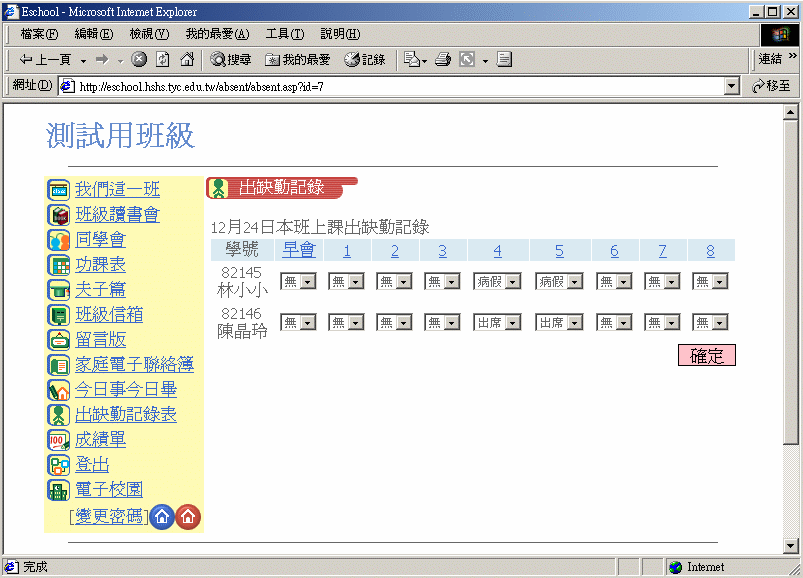 Eschool - Microsoft Internet Explorer
檔案(F) 編輯(E) 檢視(V) 我的最愛(A) 工具(T) 說明(H)
上一頁 搜尋 我的最愛 記錄 連結 »
網址(D) http://eschool.hshs.tyc.edu.tw/absent/absent.asp?id=7 移至
測試用班級
我們這一班
班級讀書會
同學會
功課表
夫子篇
班級信箱
留言版
家庭電子聯絡簿
今日事今日畢
出缺勤記錄表
成績單
登出
電子校園
[變更密碼]
出缺勤記錄
12月24日本班上課出缺勤記錄
學號 早會 1 2 3 4 5 6 7 8
82145
林小小 無 無 無 無 病假 病假 無 無 無
82146
陳晶玲 無 無 無 無 出席 出席 無 無 無
確定
完成 Internet